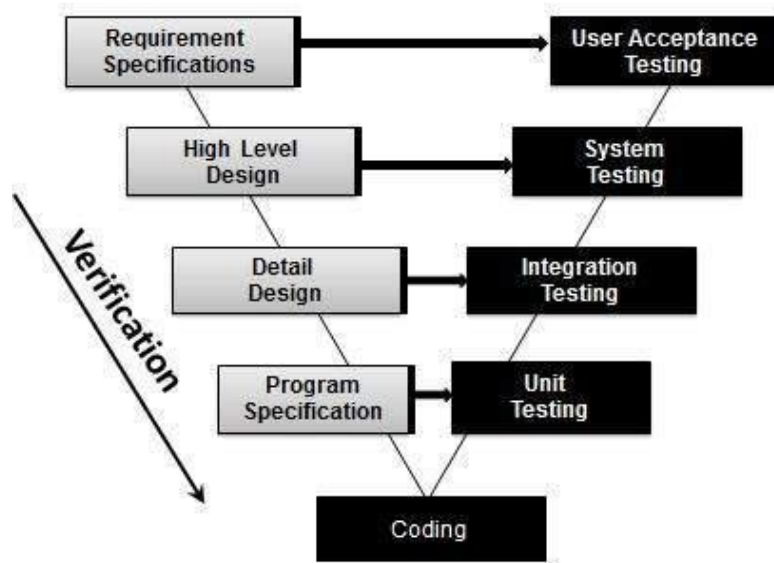 Requirement
Specifications
User Acceptance
Testing
High Level
Design
System
Testing
Detail
Design
Integration
Testing
Verification
Program
Specification
Unit
Testing
Coding